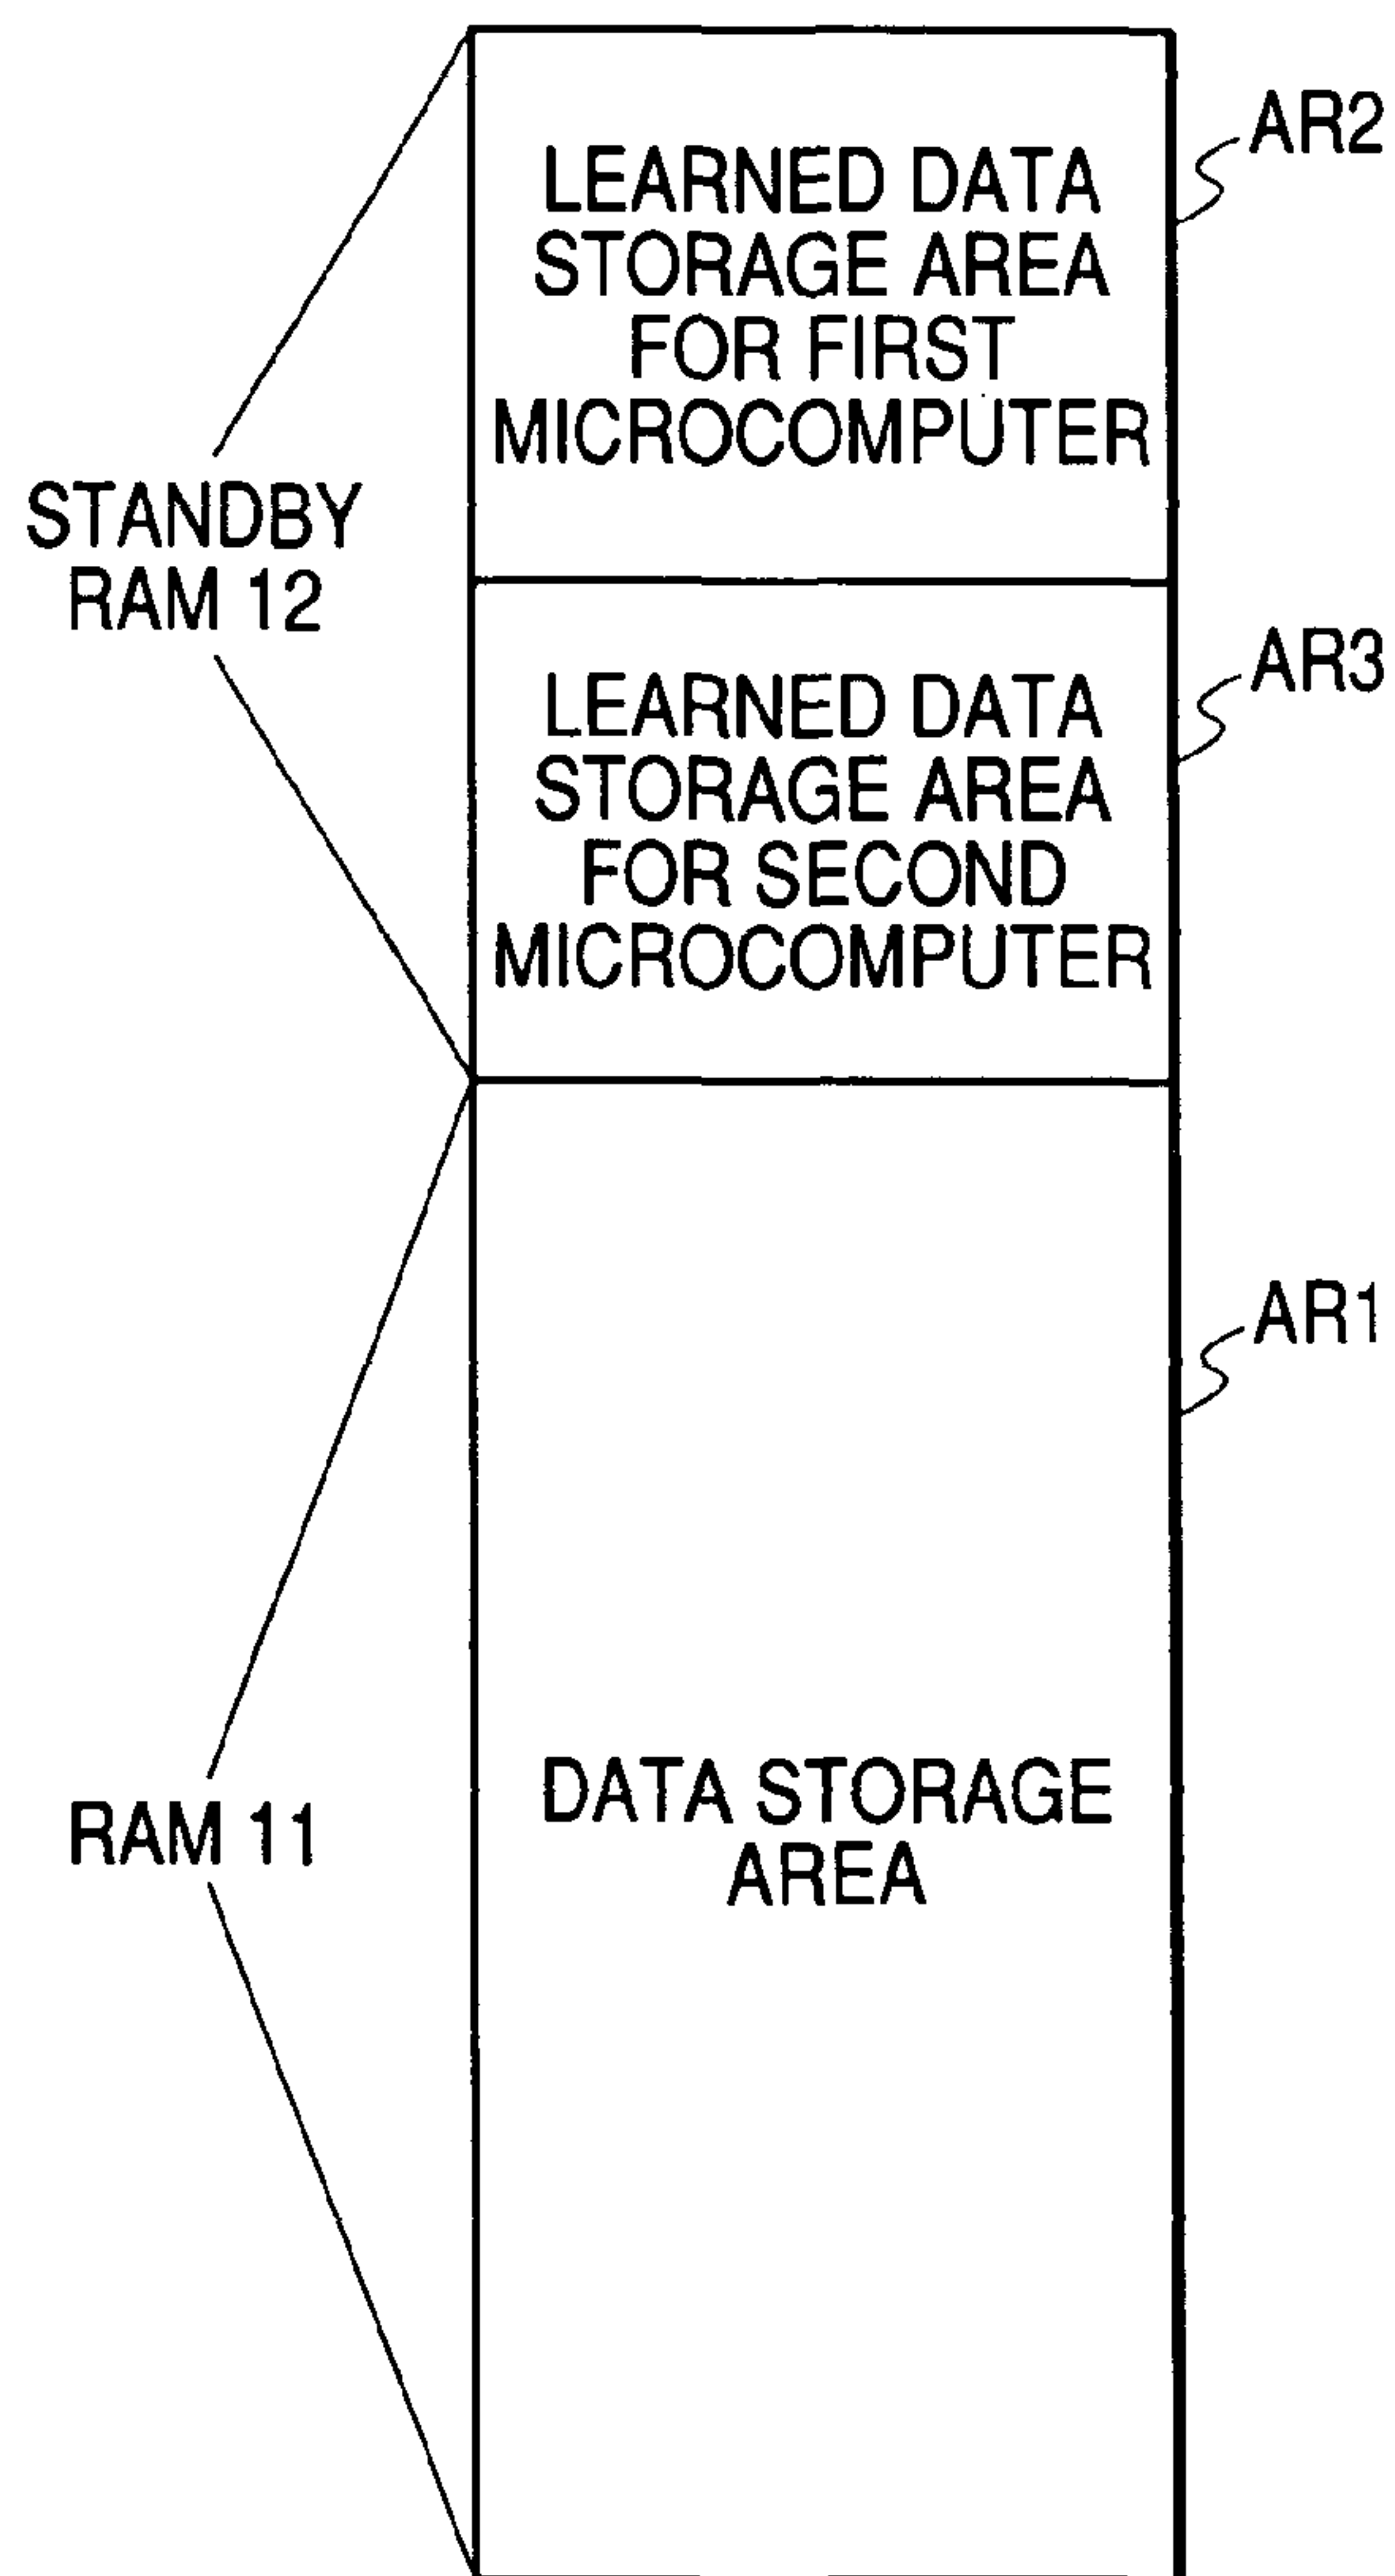 AR2
LEARNED DATA
STORAGE AREA
FOR FIRST
MICROCOMPUTER
STANDBY
RAM 12
AR3
LEARNED DATA
STORAGE AREA
FOR SECOND
MICROCOMPUTER
AR1
DATA STORAGE
AREA
RAM 11